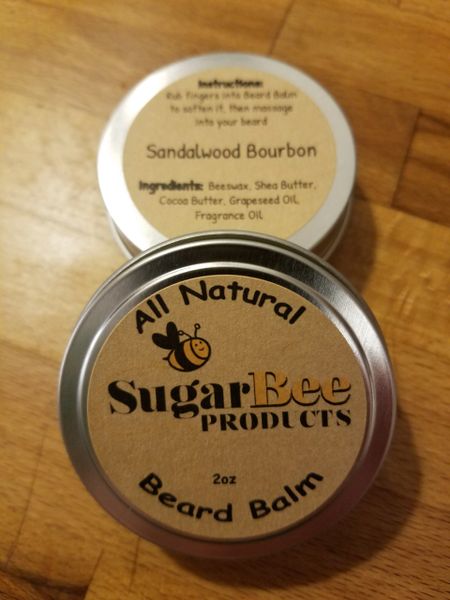 Instructions:
Rub fingers into Beard Balm
to soften it, then massage
into your beard
Sandalwood Bourbon
Ingredients: Beeswax, Shea Butter,
Cocoa Butter, Grapeseed Oil,
Fragrance Oil
All Natural
SugarBee
PRODUCTS
2oz
Beard Balm